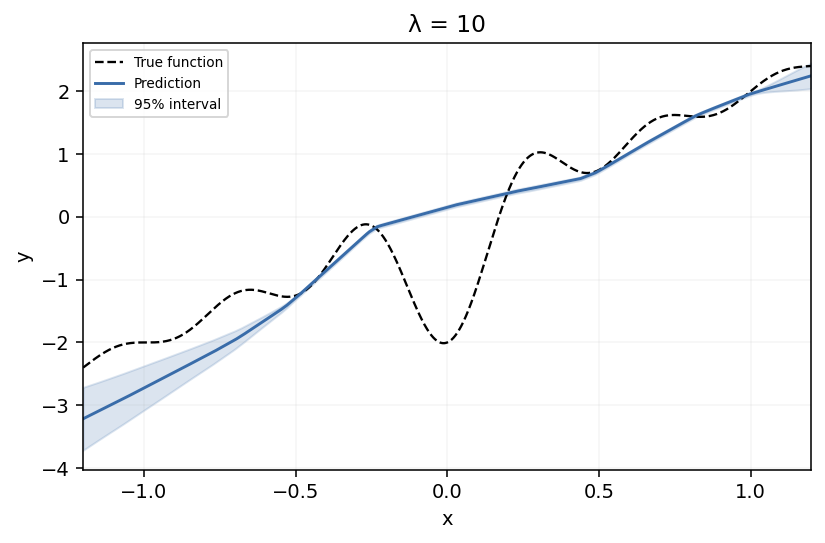 λ = 10
True function
Prediction
95% interval
y
2
1
0
−1
−2
−3
−4
−1.0 −0.5 0.0 0.5 1.0
x